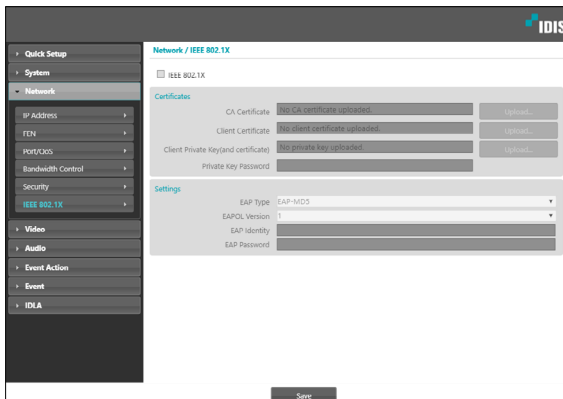 IDIS
Quick Setup
System
Network
IP Address
FEN
Port/QoS
Bandwidth Control
Security
IEEE 802.1X
Video
Audio
Event Action
Event
IDLA
Network / IEEE 802.1X
IEEE 802.1X
Certificates
CA Certificate No CA certificate uploaded. Upload...
Client Certificate No client certificate uploaded. Upload...
Client Private Key(and certificate) No private key uploaded. Upload...
Private Key Password
Settings
EAP Type EAP-MD5
EAPOL Version 1
EAP Identity
EAP Password
Save